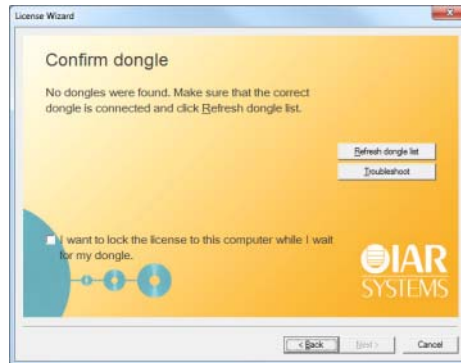 License Wizard
Confirm dongle
No dongles were found. Make sure that the correct
dongle is connected and click Refresh dongle list.
Refresh dongle list
Troubleshoot
I want to lock the license to this computer while I wait
for my dongle.
IAR
SYSTEMS
< Back
Next >
Cancel